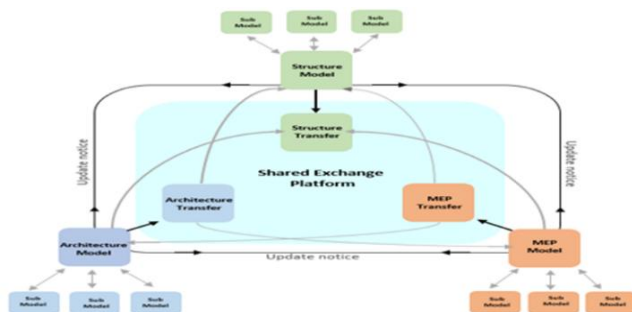 Sub
Model
Sub
Model
Sub
Model
Structure
Model
Structure
Transfer
Update notice
Update notice
Shared Exchange
Platform
Architecture
Transfer
MEP
Transfer
Architecture
Model
MEP
Model
Update notice
Sub
Model
Sub
Model
Sub
Model
Sub
Model
Sub
Model
Sub
Model